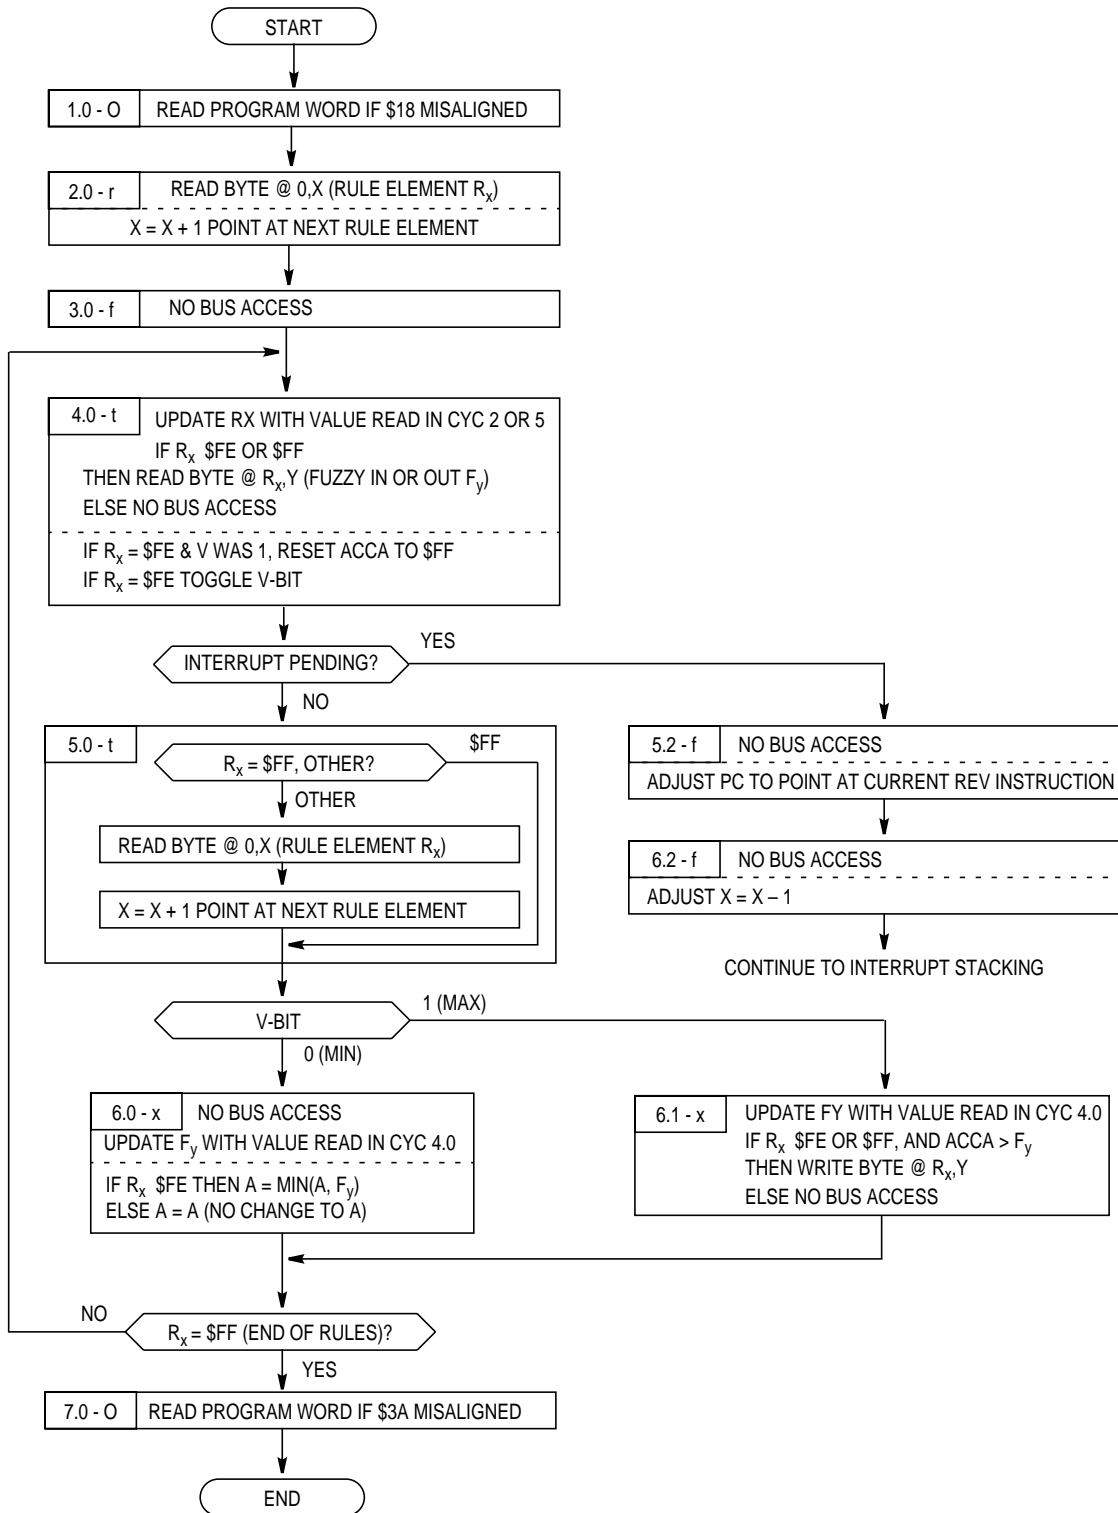 START
1.0 - O READ PROGRAM WORD IF $18 MISALIGNED
2.0 - r READ BYTE @ 0,X (RULE ELEMENT Rx)
X = X + 1 POINT AT NEXT RULE ELEMENT
3.0 - f NO BUS ACCESS
4.0 - t UPDATE RX WITH VALUE READ IN CYC 2 OR 5
IF Rx $FE OR $FF
THEN READ BYTE @ Rx,Y (FUZZY IN OR OUT Fy)
ELSE NO BUS ACCESS
IF Rx = $FE & V WAS 1, RESET ACCA TO $FF
IF Rx = $FE TOGGLE V-BIT
INTERRUPT PENDING?
YES
NO
5.0 - t
$FF
Rx = $FF, OTHER?
OTHER
READ BYTE @ 0,X (RULE ELEMENT Rx)
X = X + 1 POINT AT NEXT RULE ELEMENT
5.2 - f NO BUS ACCESS
ADJUST PC TO POINT AT CURRENT REV INSTRUCTION
6.2 - f NO BUS ACCESS
ADJUST X = X – 1
CONTINUE TO INTERRUPT STACKING
V-BIT
1 (MAX)
0 (MIN)
6.0 - x NO BUS ACCESS
UPDATE Fy WITH VALUE READ IN CYC 4.0
IF Rx $FE THEN A = MIN(A, Fy)
ELSE A = A (NO CHANGE TO A)
6.1 - x UPDATE FY WITH VALUE READ IN CYC 4.0
IF Rx $FE OR $FF, AND ACCA > Fy
THEN WRITE BYTE @ Rx,Y
ELSE NO BUS ACCESS
NO
Rx = $FF (END OF RULES)?
YES
7.0 - O READ PROGRAM WORD IF $3A MISALIGNED
END